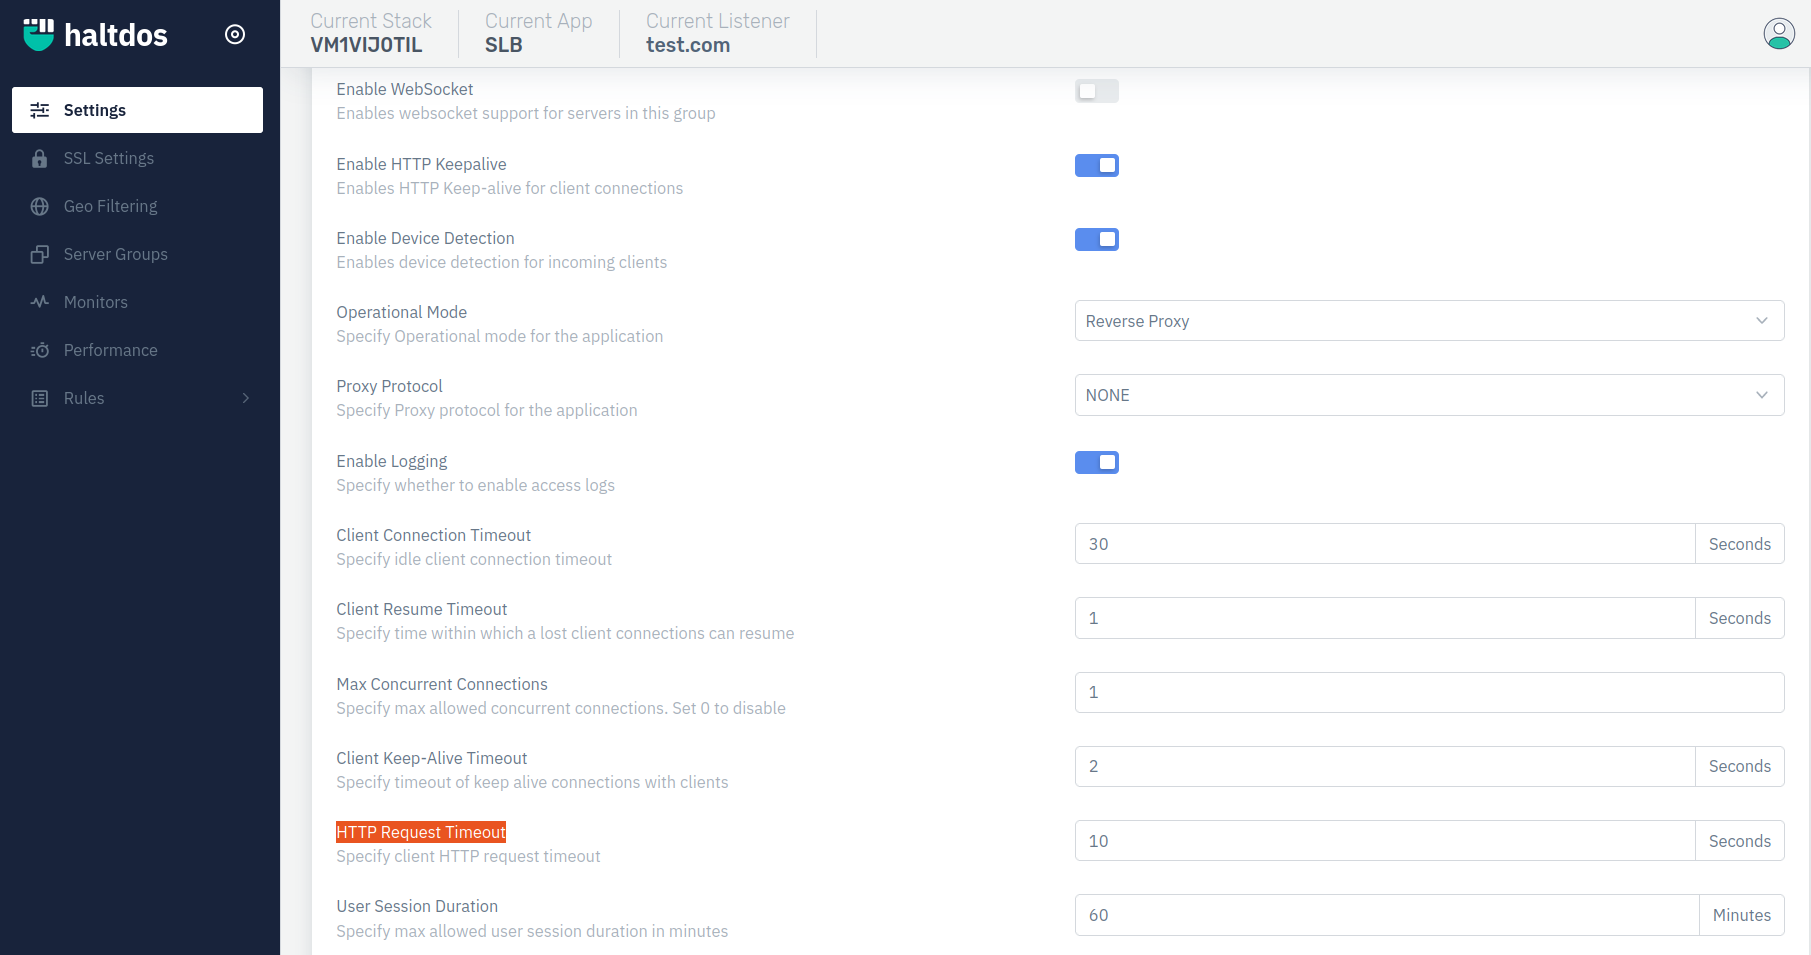 haltdos
Current Stack
VM1VIJ0TIL
Current App
SLB
Current Listener
test.com
Settings
SSL Settings
Geo Filtering
Server Groups
Monitors
Performance
Rules
Enable WebSocket
Enables websocket support for servers in this group
Enable HTTP Keepalive
Enables HTTP Keep-alive for client connections
Enable Device Detection
Enables device detection for incoming clients
Operational Mode
Specify Operational mode for the application
Reverse Proxy
Proxy Protocol
Specify Proxy protocol for the application
NONE
Enable Logging
Specify whether to enable access logs
Client Connection Timeout
Specify idle client connection timeout
30 Seconds
Client Resume Timeout
Specify time within which a lost client connections can resume
1 Seconds
Max Concurrent Connections
Specify max allowed concurrent connections. Set 0 to disable
1
Client Keep-Alive Timeout
Specify timeout of keep alive connections with clients
2 Seconds
HTTP Request Timeout
Specify client HTTP request timeout
10 Seconds
User Session Duration
Specify max allowed user session duration in minutes
60 Minutes